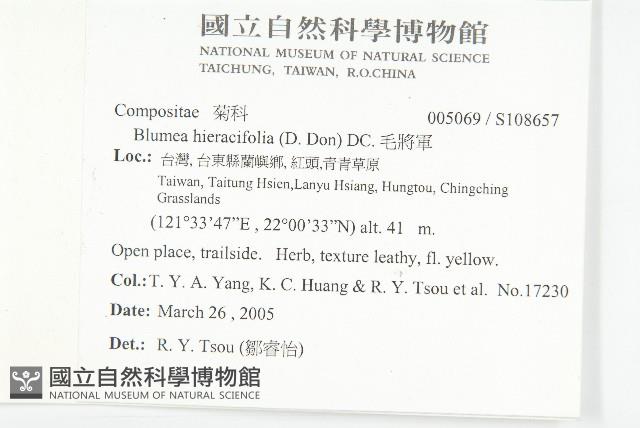 國立自然科學博物館
NATIONAL MUSEUM OF NATURAL SCIENCE
TAICHUNG, TAIWAN, R.O.CHINA
Compositae 菊科 005069 / S108657
Blumea hieracifolia (D. Don) DC. 毛將軍
Loc.: 台灣, 台東縣蘭嶼鄉, 紅頭,青青草原
Taiwan, Taitung Hsien,Lanyu Hsiang, Hungtou, Chingching
Grasslands
(121°33'47”E , 22°00'33”N) alt. 41 m.
Open place, trailside. Herb, texture leathy, fl. yellow.
Col.: T. Y. A. Yang, K. C. Huang & R. Y. Tsou et al. No.17230
Date: March 26 , 2005
Det.: R. Y. Tsou (鄒睿怡)
國立自然科學博物館
NATIONAL MUSEUM OF NATURAL SCIENCE